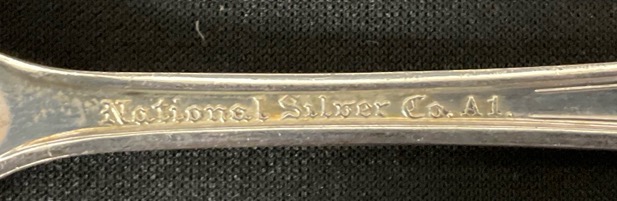 National Silver Co. A1.